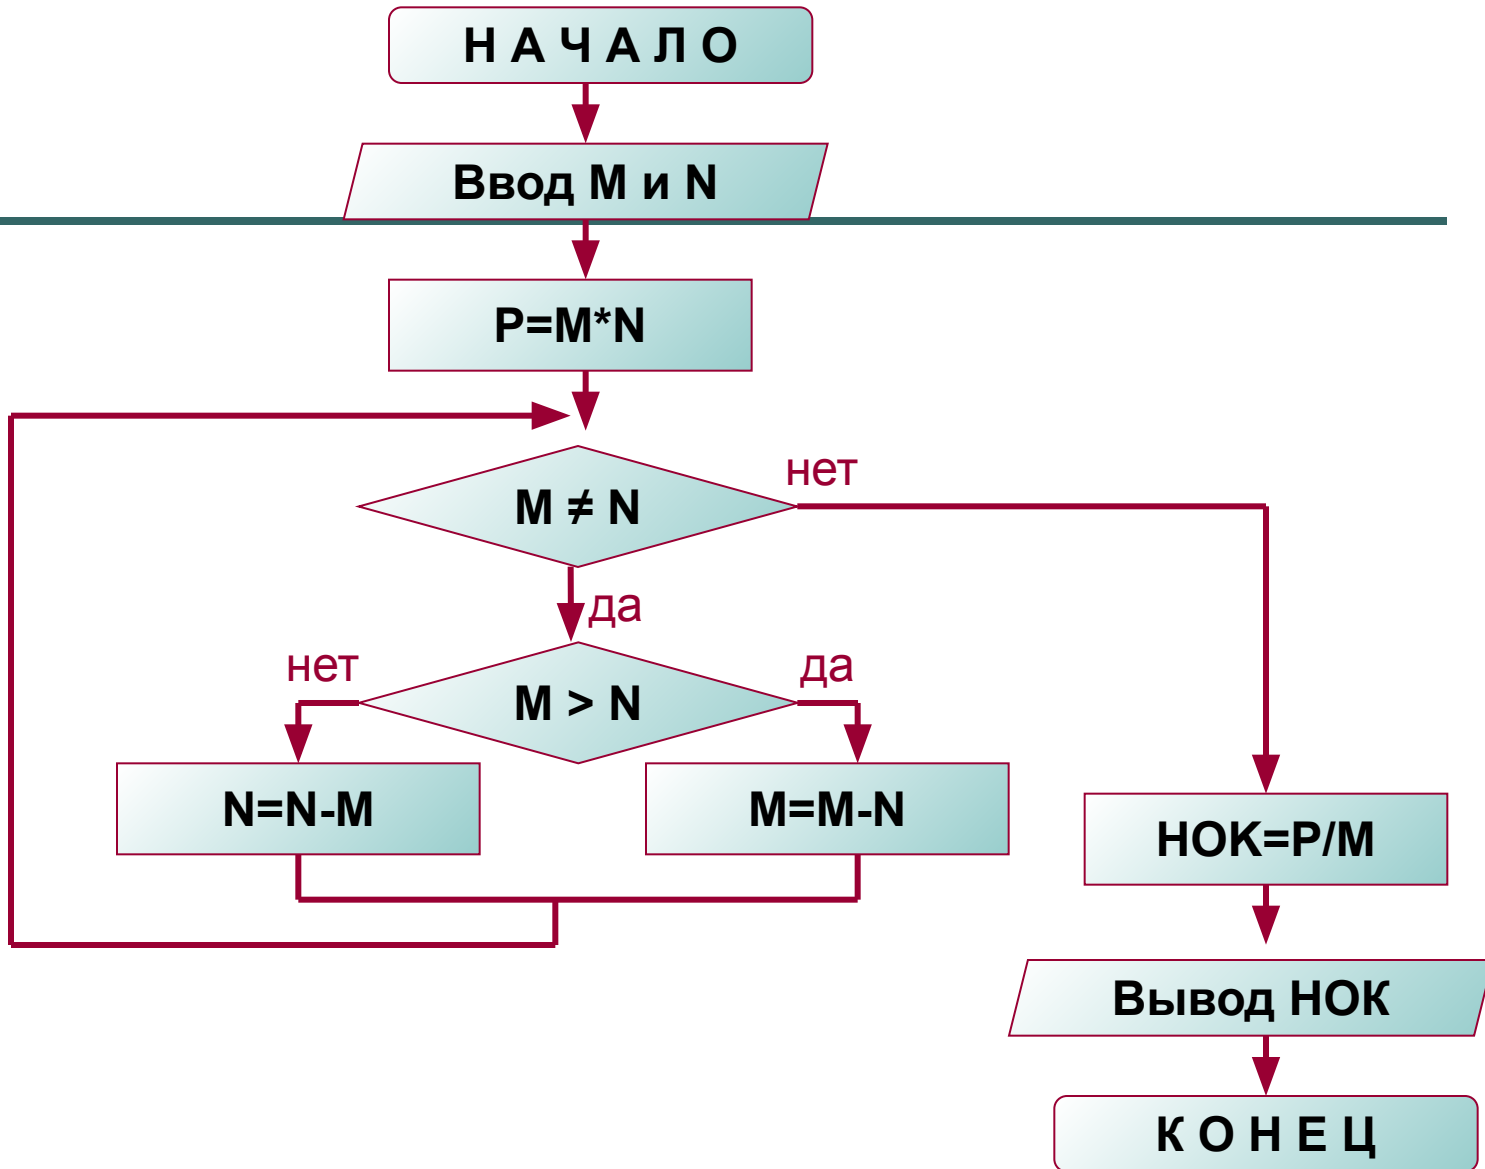 Н А Ч А Л О
Ввод M и N
P=M*N
M ≠ N
нет
да
M > N
нет
да
N=N-M
M=M-N
НОК=P/M
Вывод НОК
К О Н Е Ц